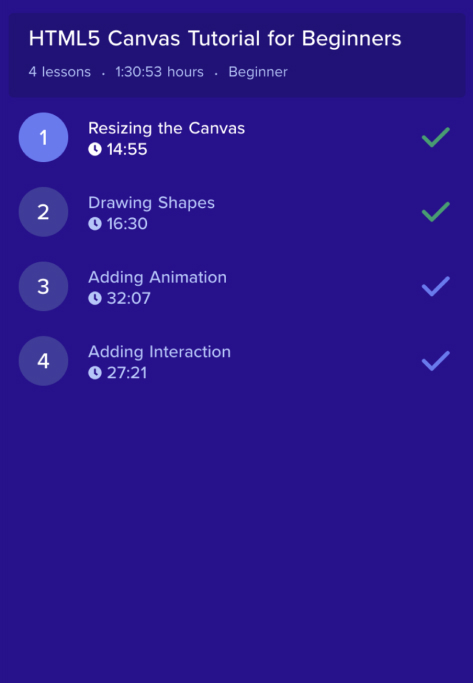 HTML5 Canvas Tutorial for Beginners
4 lessons · 1:30:53 hours · Beginner
1
Resizing the Canvas
14:55
2
Drawing Shapes
16:30
3
Adding Animation
32:07
4
Adding Interaction
27:21